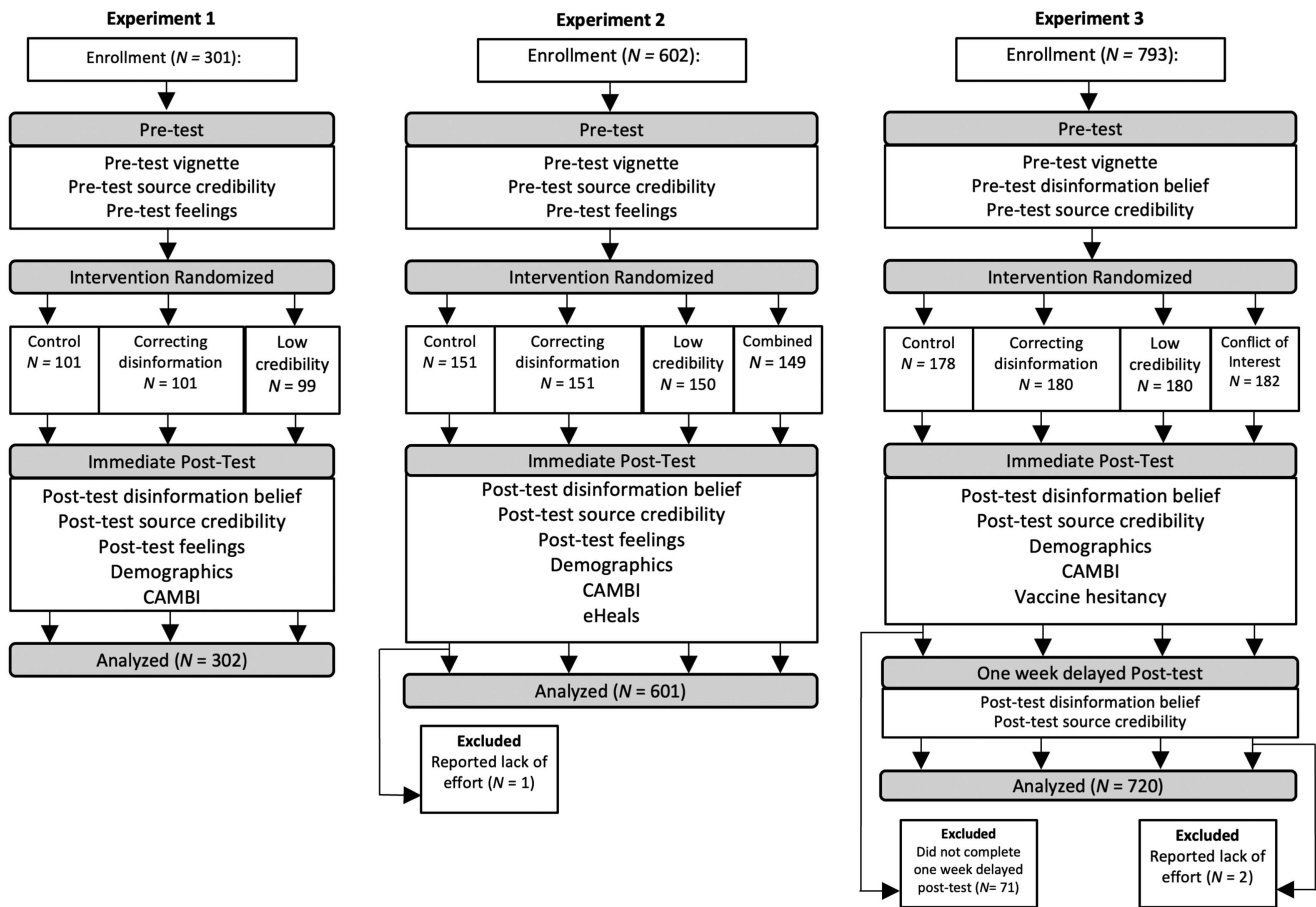 Experiment 1
Enrollment (N = 301):
Pre-test
Pre-test vignette
Pre-test source credibility
Pre-test feelings
Intervention Randomized
Control
N = 101
Correcting
disinformation
N = 101
Low
credibility
N = 99
Immediate Post-Test
Post-test disinformation belief
Post-test source credibility
Post-test feelings
Demographics
CAMBI
Analyzed (N = 302)
Experiment 2
Enrollment (N = 602):
Pre-test
Pre-test vignette
Pre-test source credibility
Pre-test feelings
Intervention Randomized
Control
N = 151
Correcting
disinformation
N = 151
Low
credibility
N = 150
Combined
N = 149
Immediate Post-Test
Post-test disinformation belief
Post-test source credibility
Post-test feelings
Demographics
CAMBI
eHeals
Analyzed (N = 601)
Excluded
Reported lack of
effort (N = 1)
Experiment 3
Enrollment (N = 793):
Pre-test
Pre-test vignette
Pre-test disinformation belief
Pre-test source credibility
Intervention Randomized
Control
N = 178
Correcting
disinformation
N = 180
Low
credibility
N = 180
Conflict of
Interest
N = 182
Immediate Post-Test
Post-test disinformation belief
Post-test source credibility
Demographics
CAMBI
Vaccine hesitancy
One week delayed Post-test
Post-test disinformation belief
Post-test source credibility
Analyzed (N = 720)
Excluded
Did not complete
one week delayed
post-test (N= 71)
Excluded
Reported lack of
effort (N = 2)